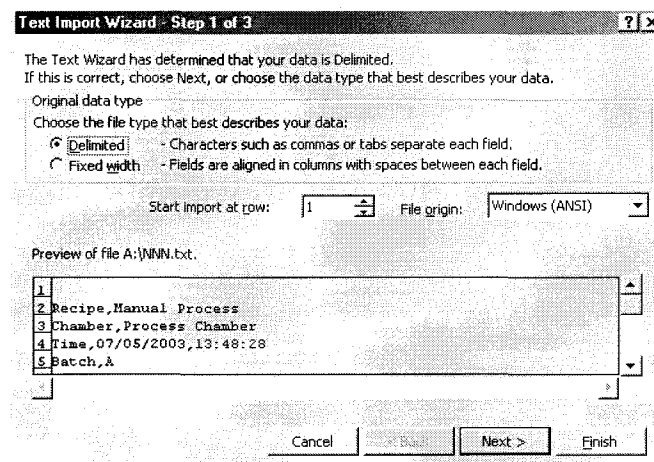 Text Import Wizard - Step 1 of 3
The Text Wizard has determined that your data is Delimited.
If this is correct, choose Next, or choose the data type that best describes your data.
Original data type
Choose the file type that best describes your data:
Delimited - Characters such as commas or tabs separate each field.
Fixed width - Fields are aligned in columns with spaces between each field.
Start import at row: 1 File origin: Windows (ANSI)
Preview of file A:\NNN.txt.
1
2 Recipe,Manual Process
3 Chamber,Process Chamber
4 Time,07/05/2003,13:48:28
5 Batch,A
Cancel < Back Next > Finish